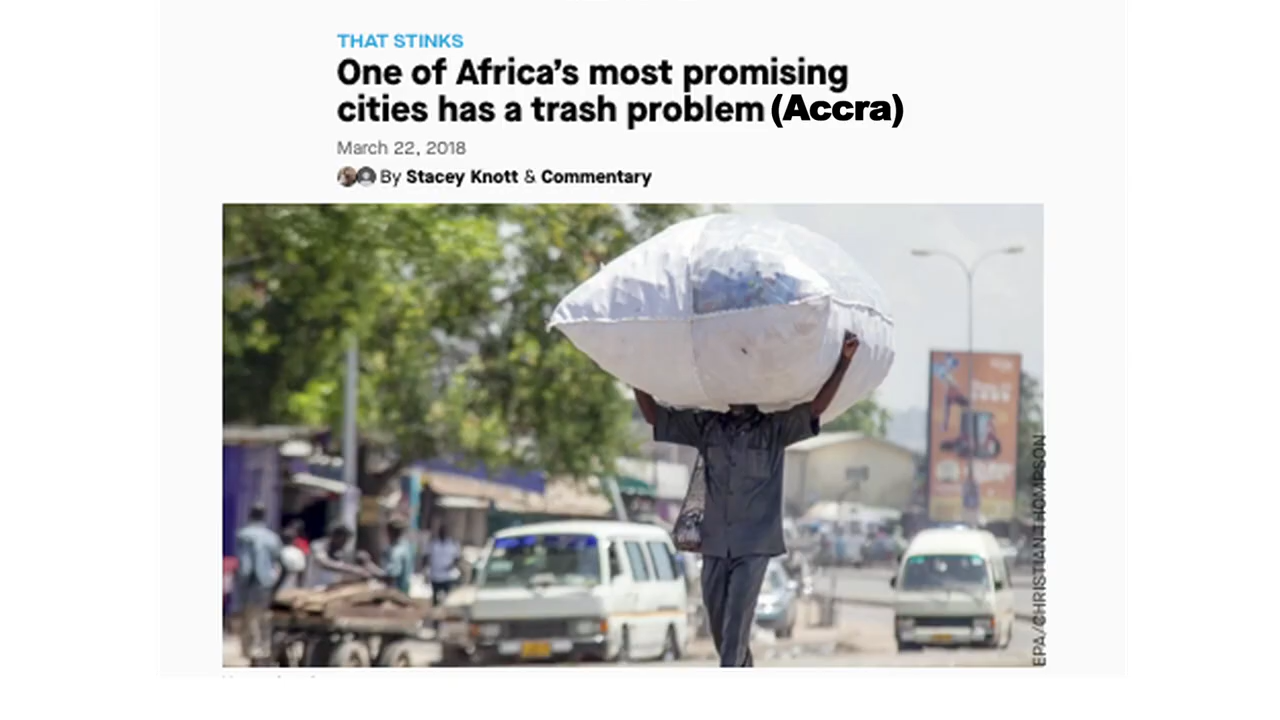 THAT STINKS
One of Africa’s most promising
cities has a trash problem (Accra)
March 22, 2018
By Stacey Knott & Commentary
EPA/CHRISTIAN THOMPSON